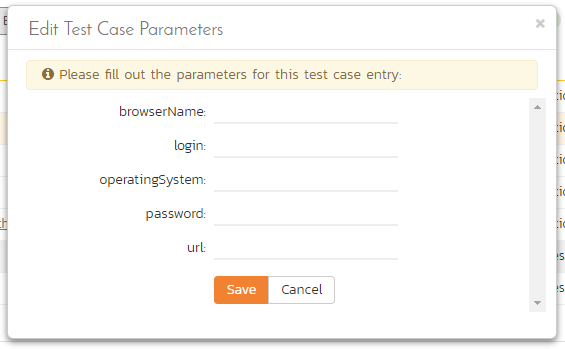 Edit Test Case Parameters
×
Please fill out the parameters for this test case entry:
browserName:
login:
operatingSystem:
password:
url:
Save Cancel